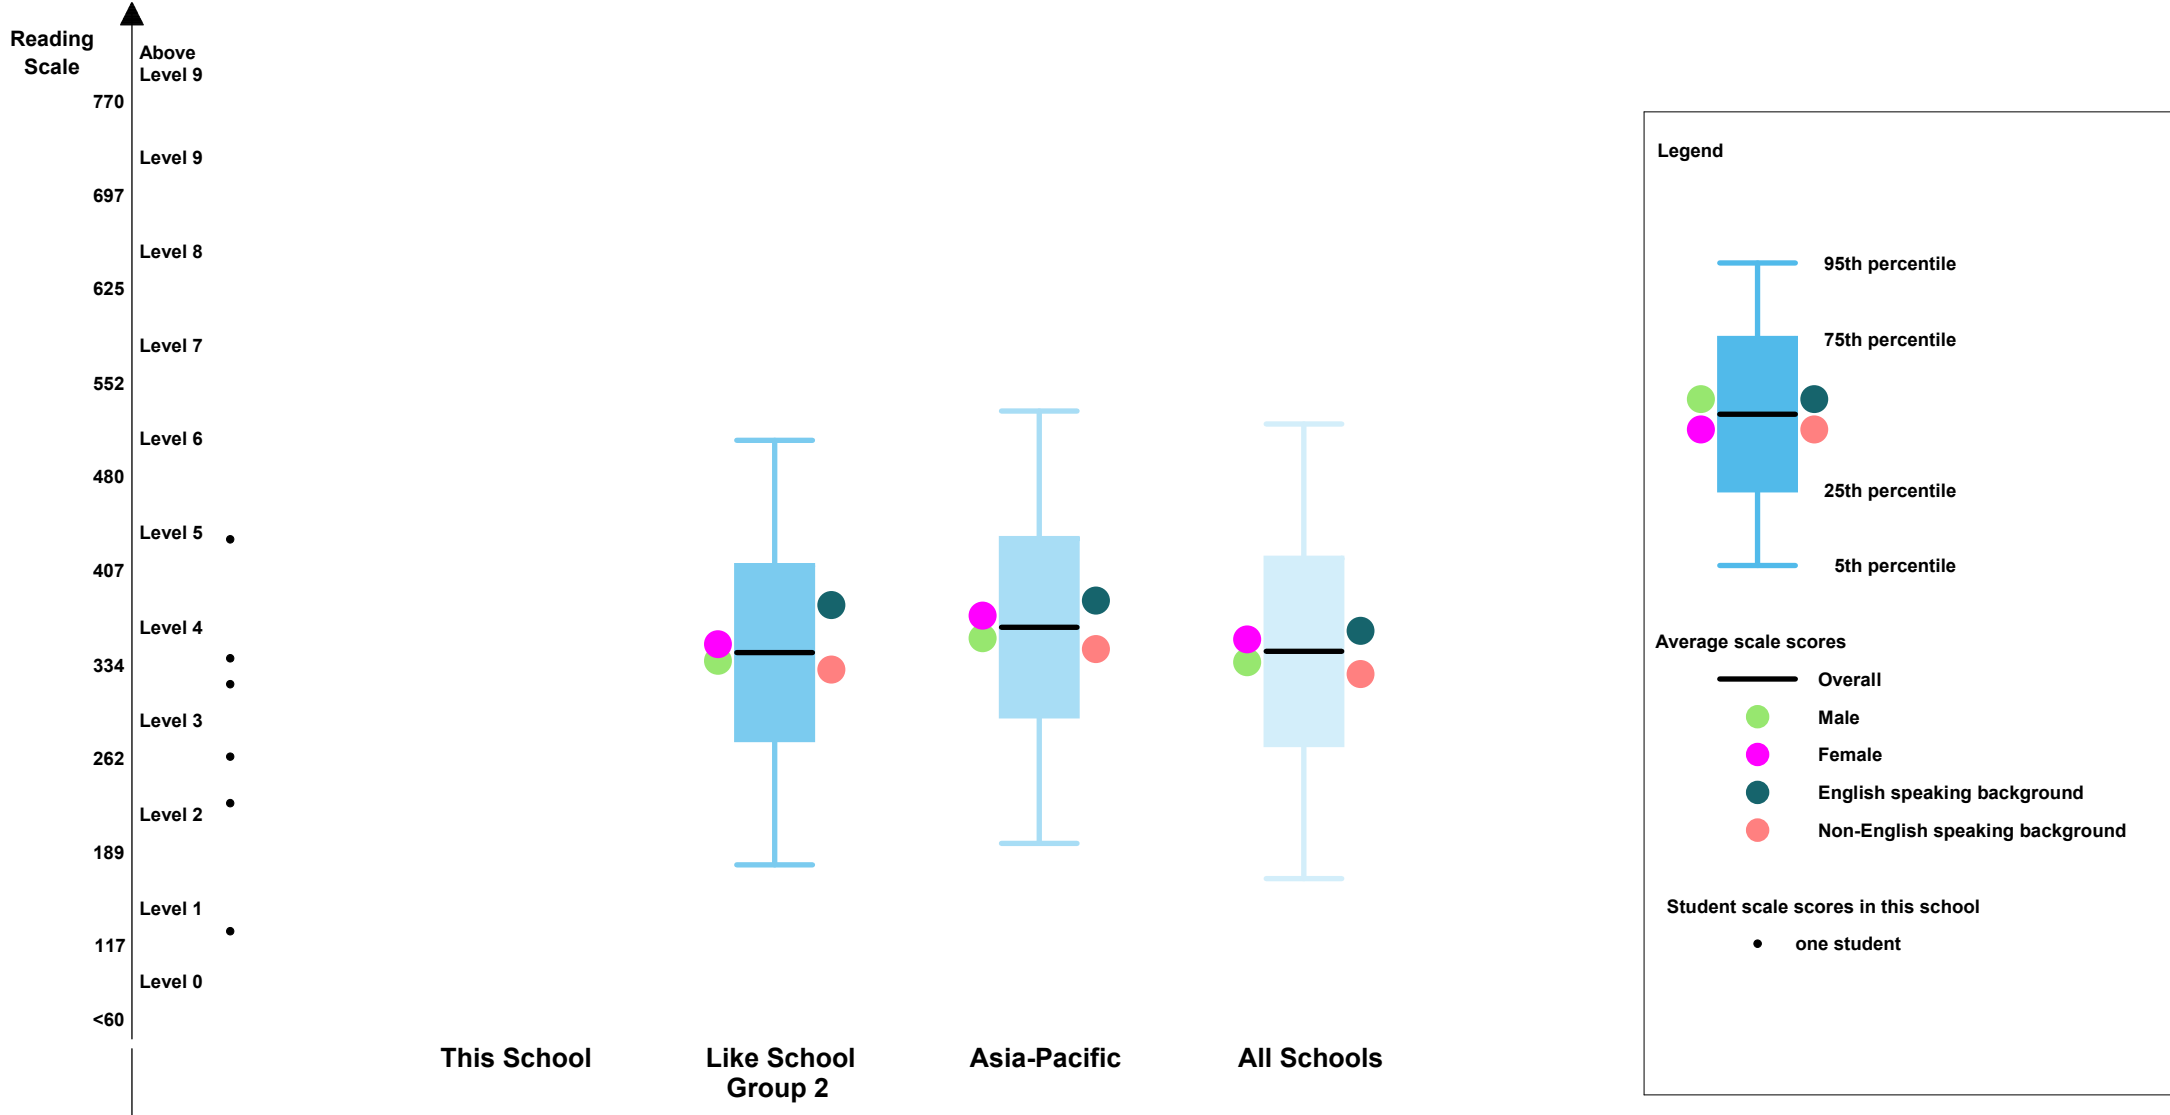 Reading
Scale
Above
Level 9
770
Level 9
697
Level 8
625
Level 7
552
Level 6
480
Level 5
407
Level 4
334
Level 3
262
Level 2
189
Level 1
117
Level 0
<60
This School
Like School
Group 2
Asia-Pacific
All Schools
Legend
95th percentile
75th percentile
25th percentile
5th percentile
Average scale scores
Overall
Male
Female
English speaking background
Non-English speaking background
Student scale scores in this school
one student